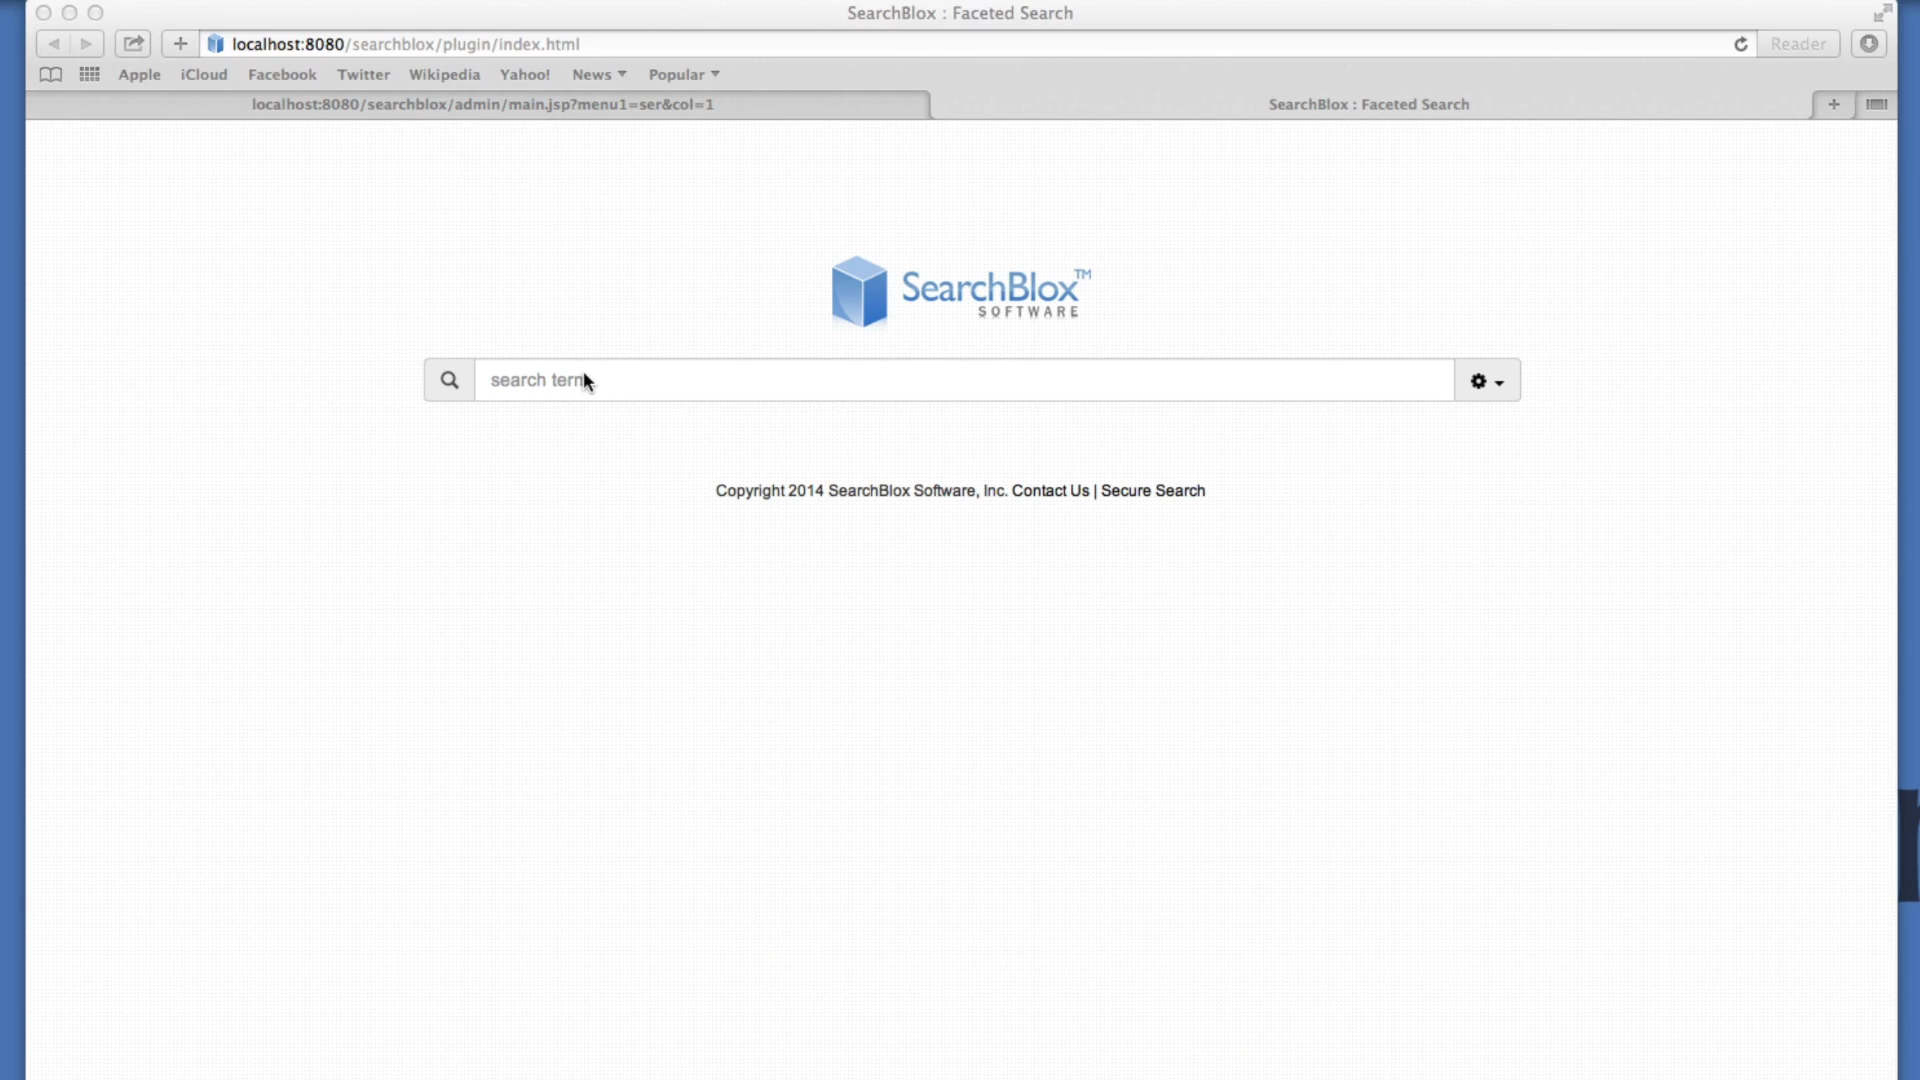 SearchBlox : Faceted Search
localhost:8080/searchblox/plugin/index.html
Reader
Apple iCloud Facebook Twitter Wikipedia Yahoo! News Popular
localhost:8080/searchblox/admin/main.jsp?menu1=ser&col=1
SearchBlox : Faceted Search
SearchBlox™
SOFTWARE
search term
Copyright 2014 SearchBlox Software, Inc. Contact Us | Secure Search